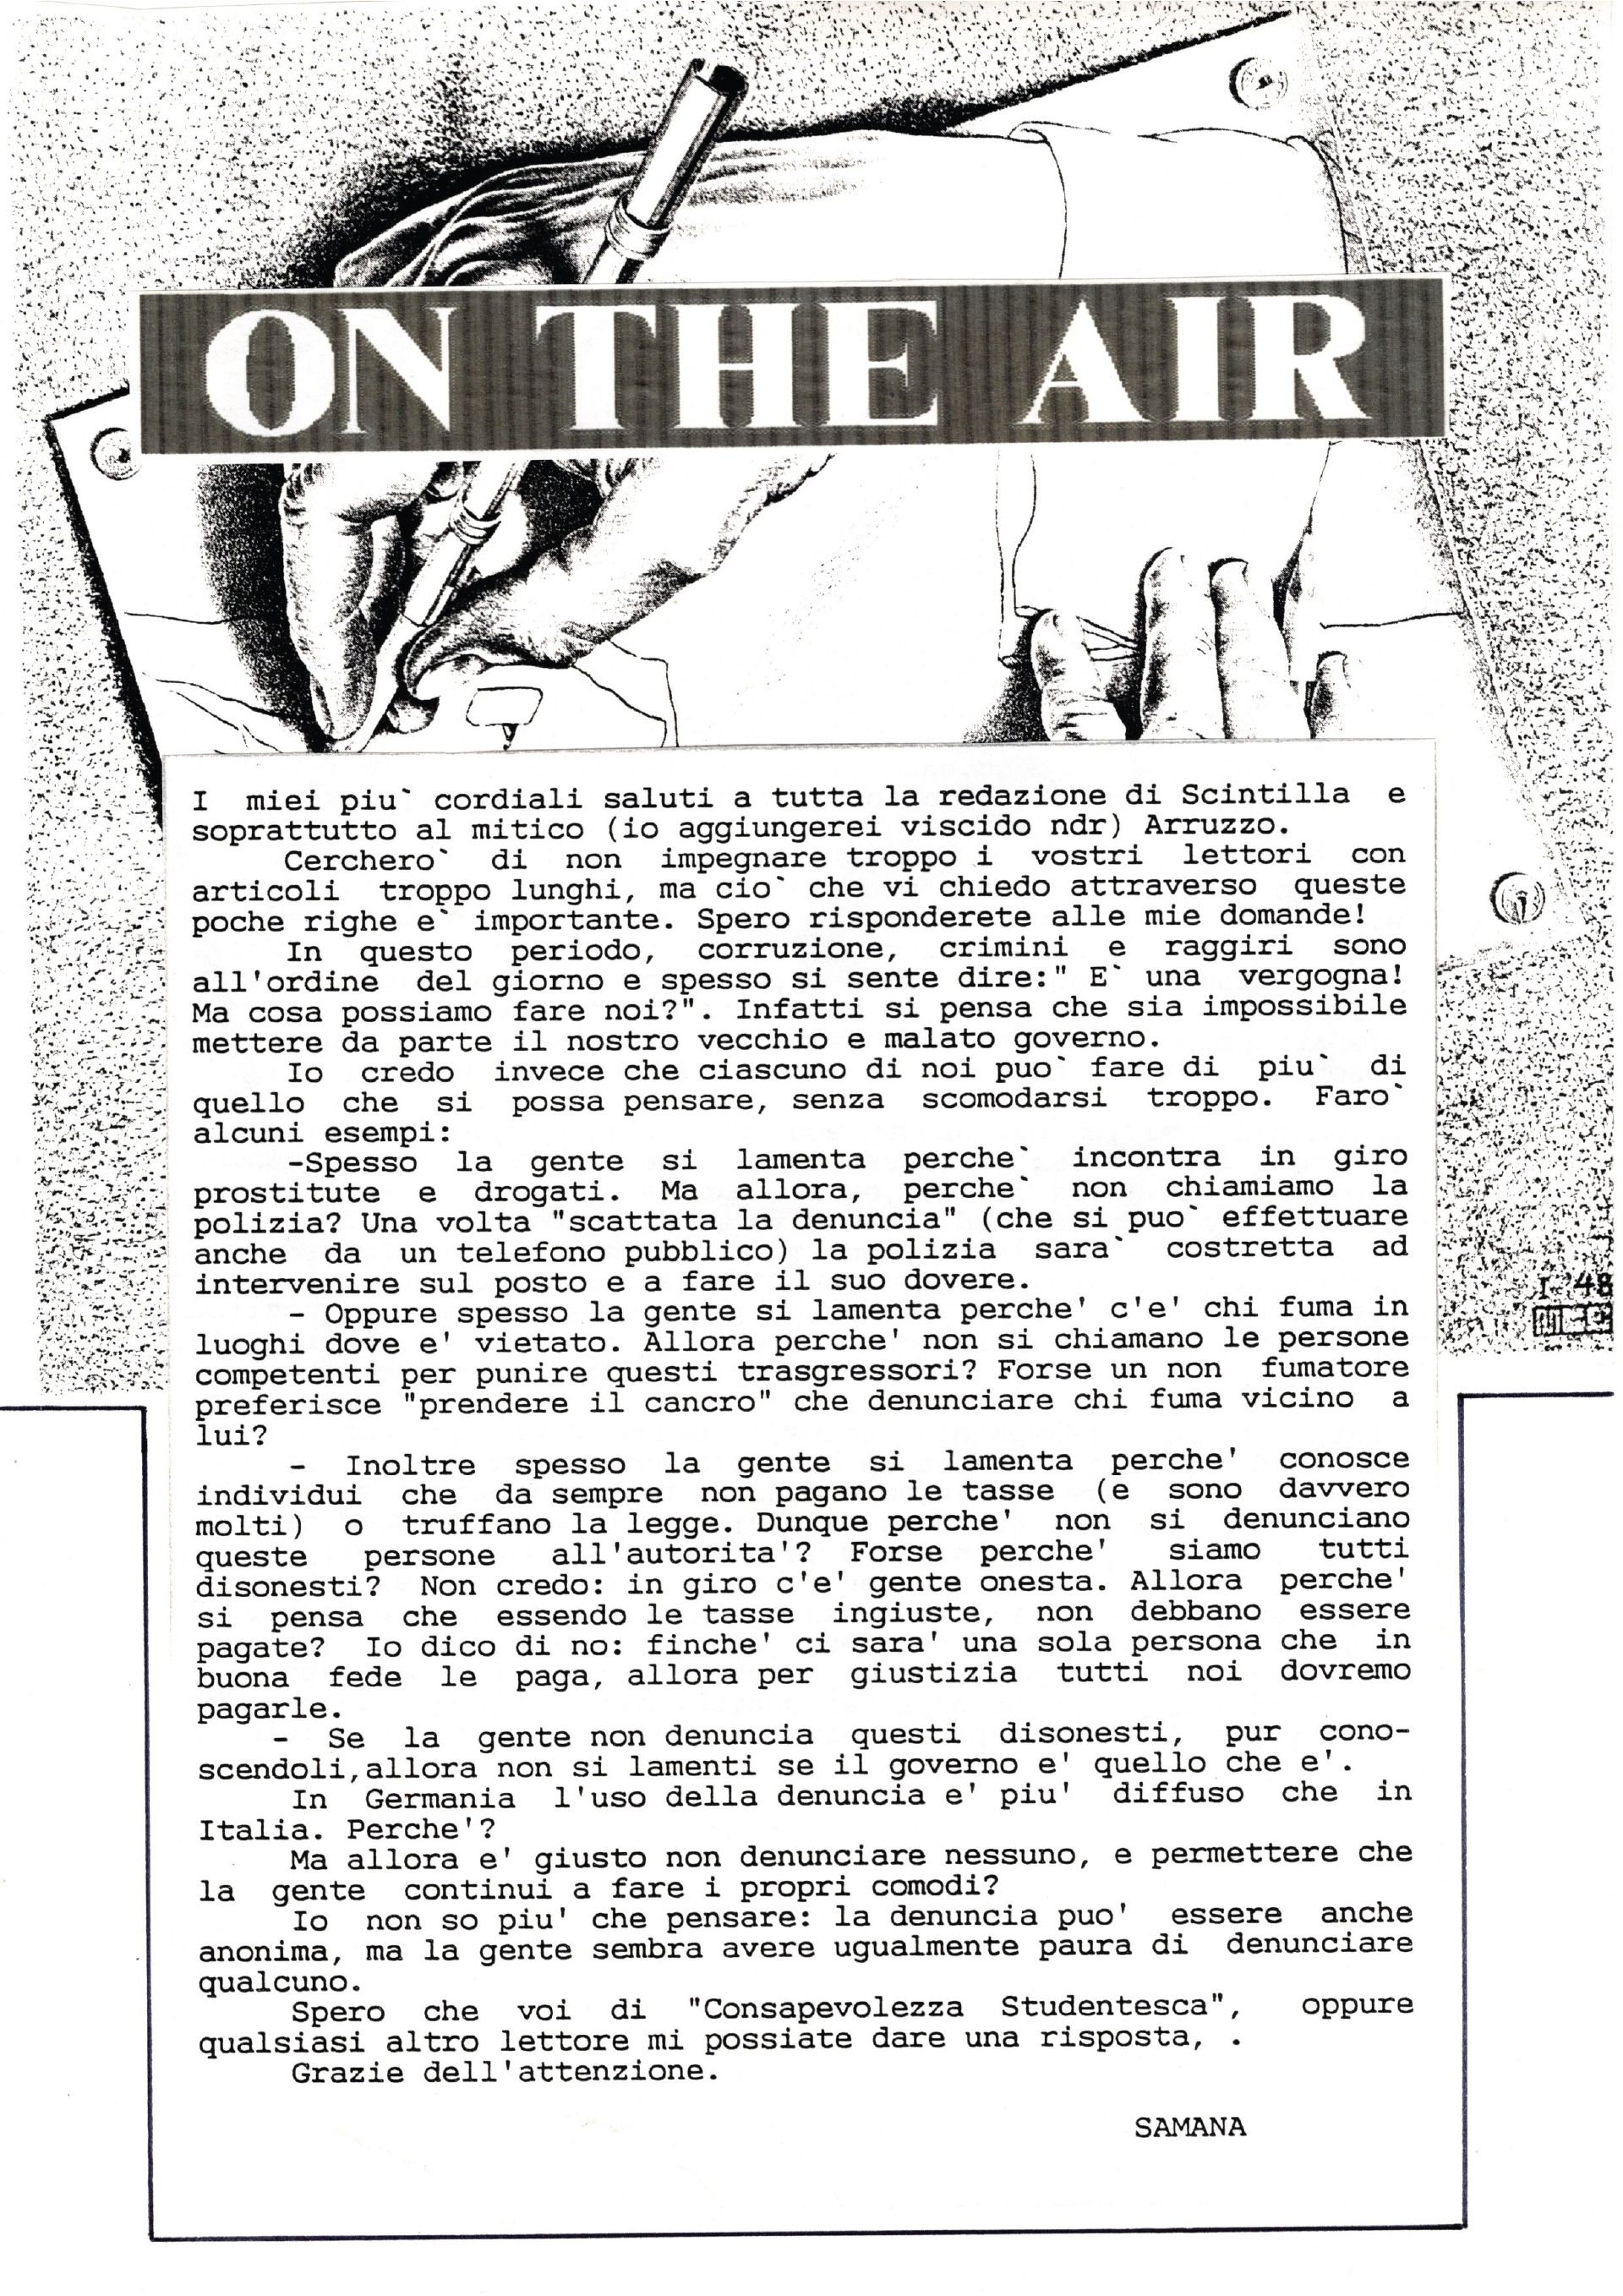 ON THE AIR
I miei piu` cordiali saluti a tutta la redazione di Scintilla e
soprattutto al mitico (io aggiungerei viscido ndr) Arruzzo.
Cerchero` di non impegnare troppo i vostri lettori con
articoli troppo lunghi, ma cio` che vi chiedo attraverso queste
poche righe e` importante. Spero risponderete alle mie domande!
In questo periodo, corruzione, crimini e raggiri sono
all'ordine del giorno e spesso si sente dire:" E` una vergogna!
Ma cosa possiamo fare noi?". Infatti si pensa che sia impossibile
mettere da parte il nostro vecchio e malato governo.
Io credo invece che ciascuno di noi puo` fare di piu` di
quello che si possa pensare, senza scomodarsi troppo. Faro`
alcuni esempi:
-Spesso la gente si lamenta perche` incontra in giro
prostitute e drogati. Ma allora, perche` non chiamiamo la
polizia? Una volta "scattata la denuncia" (che si puo` effettuare
anche da un telefono pubblico) la polizia sara` costretta ad
intervenire sul posto e a fare il suo dovere.
- Oppure spesso la gente si lamenta perche' c'e' chi fuma in
luoghi dove e' vietato. Allora perche' non si chiamano le persone
competenti per punire questi trasgressori? Forse un non fumatore
preferisce "prendere il cancro" che denunciare chi fuma vicino a
lui?
- Inoltre spesso la gente si lamenta perche' conosce
individui che da sempre non pagano le tasse (e sono davvero
molti) o truffano la legge. Dunque perche' non si denunciano
queste persone all'autorita'? Forse perche' siamo tutti
disonesti? Non credo: in giro c'e' gente onesta. Allora perche'
si pensa che essendo le tasse ingiuste, non debbano essere
pagate? Io dico di no: finche' ci sara' una sola persona che in
buona fede le paga, allora per giustizia tutti noi dovremo
pagarle.
- Se la gente non denuncia questi disonesti, pur cono-
scendoli,allora non si lamenti se il governo e' quello che e'.
In Germania l'uso della denuncia e' piu' diffuso che in
Italia. Perche'?
Ma allora e' giusto non denunciare nessuno, e permettere che
la gente continui a fare i propri comodi?
Io non so piu' che pensare: la denuncia puo' essere anche
anonima, ma la gente sembra avere ugualmente paura di denunciare
qualcuno.
Spero che voi di "Consapevolezza Studentesca", oppure
qualsiasi altro lettore mi possiate dare una risposta, .
Grazie dell'attenzione.
SAMANA
I '48